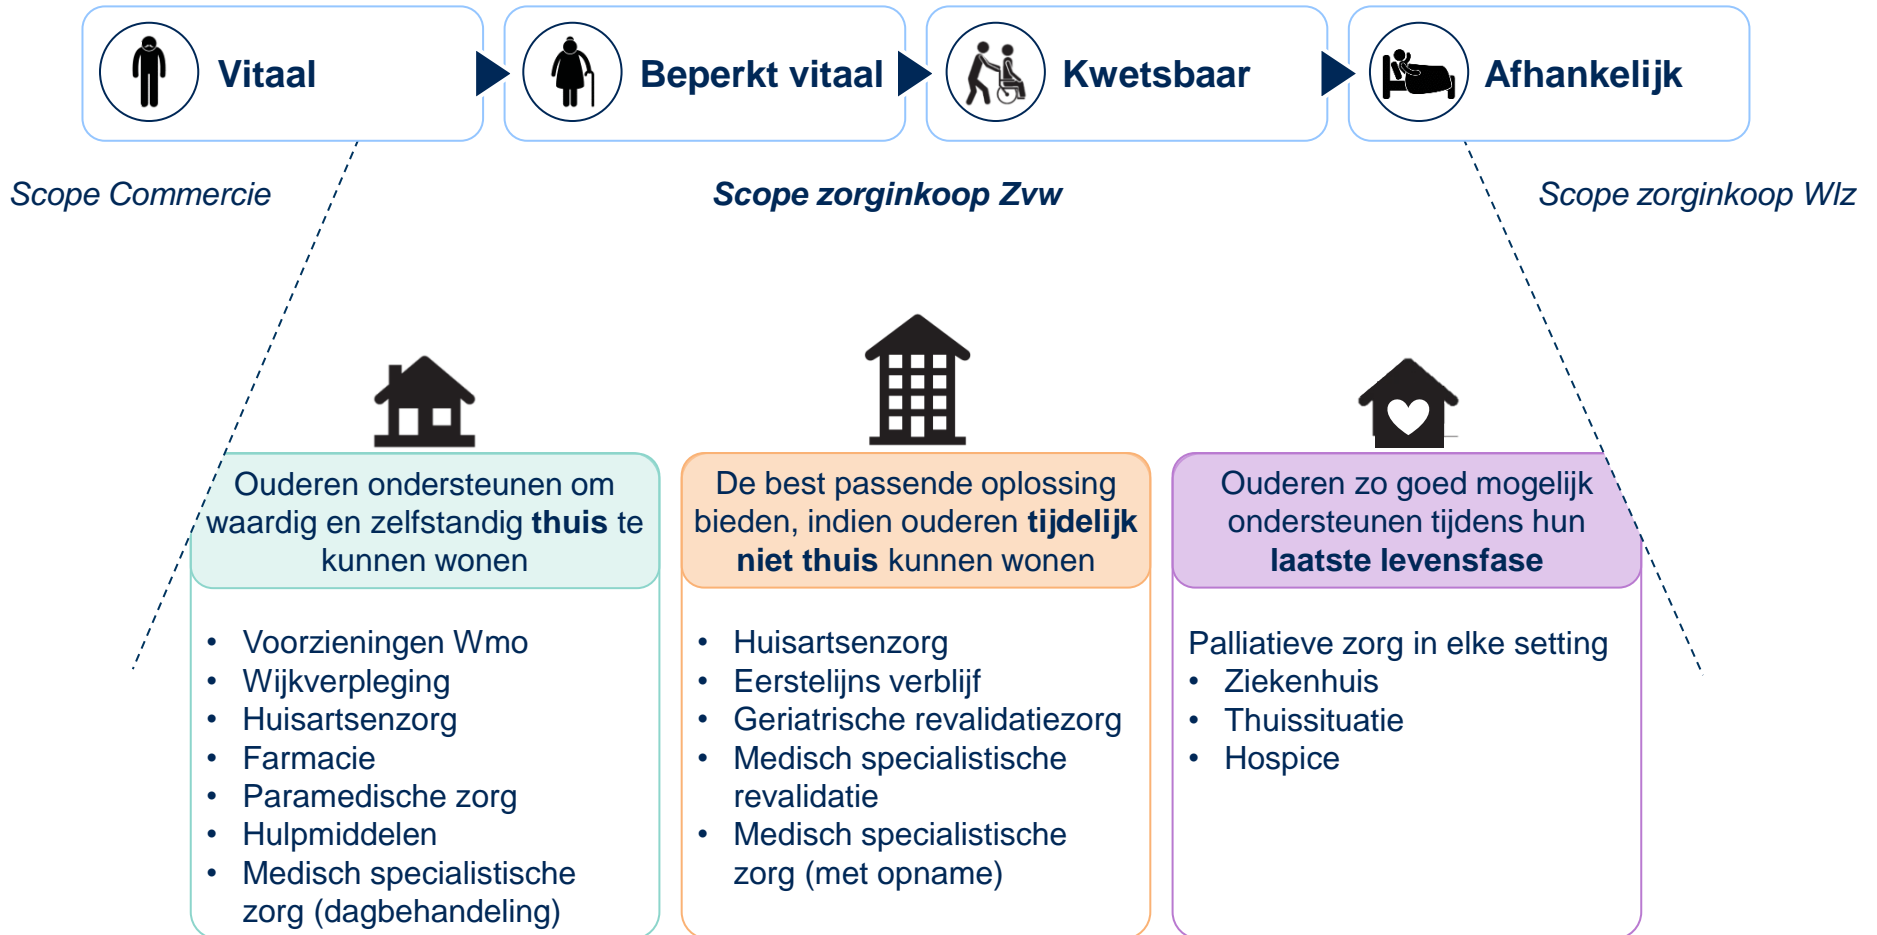 Vitaal
Beperkt vitaal
Kwetsbaar
Afhankelijk
Scope Commercie
Scope zorginkoop Zvw
Scope zorginkoop Wlz
Ouderen ondersteunen om
waardig en zelfstandig thuis te
kunnen wonen
• Voorzieningen Wmo
• Wijkverpleging
• Huisartsenzorg
• Farmacie
• Paramedische zorg
• Hulpmiddelen
• Medisch specialistische
zorg (dagbehandeling)
De best passende oplossing
bieden, indien ouderen tijdelijk
niet thuis kunnen wonen
• Huisartsenzorg
• Eerstelijns verblijf
• Geriatrische revalidatiezorg
• Medisch specialistische
revalidatie
• Medisch specialistische
zorg (met opname)
Ouderen zo goed mogelijk
ondersteunen tijdens hun
laatste levensfase
Palliatieve zorg in elke setting
• Ziekenhuis
• Thuissituatie
• Hospice